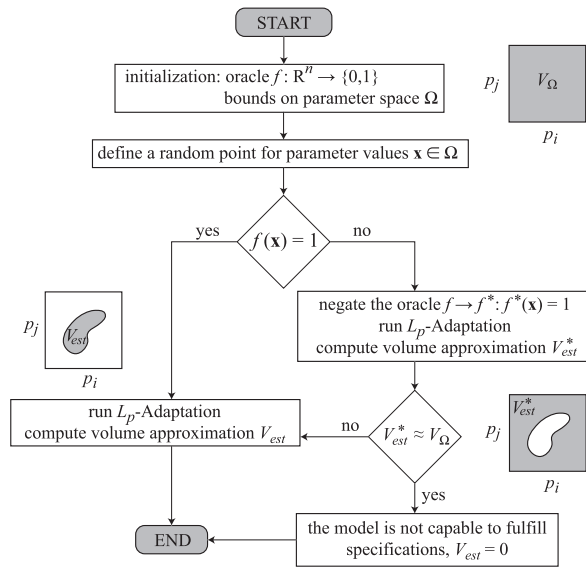 START
initialization: oracle f : Rⁿ → {0,1}
bounds on parameter space Ω
p_j
V_Ω
p_i
define a random point for parameter values x ∈ Ω
yes
f(x) = 1
no
negate the oracle f → f*: f*(x) = 1
run L_p-Adaptation
compute volume approximation V*_est
p_j
V_est
p_i
run L_p-Adaptation
compute volume approximation V_est
no
V*_est ≈ V_Ω
V*_est
p_j
p_i
yes
the model is not capable to fulfill
specifications, V_est = 0
END